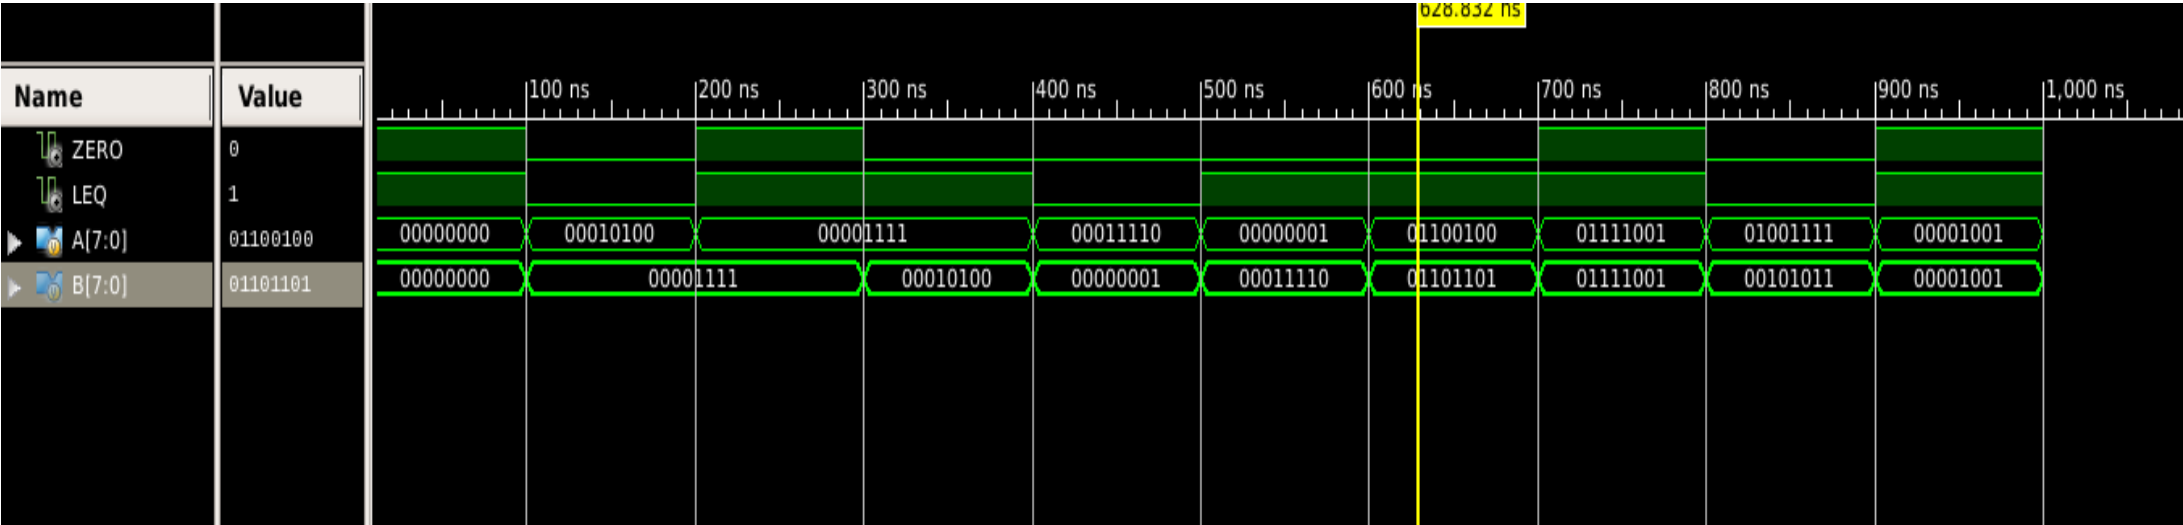 628.832 ns
Name Value 100 ns 200 ns 300 ns 400 ns 500 ns 600 ns 700 ns 800 ns 900 ns 1,000 ns
ZERO 0
LEQ 1
A[7:0] 01100100 00000000 00010100 00001111 00011110 00000001 01100100 01111001 01001111 00001001
B[7:0] 01101101 00000000 00001111 00010100 00000001 00011110 01101101 01111001 00101011 00001001